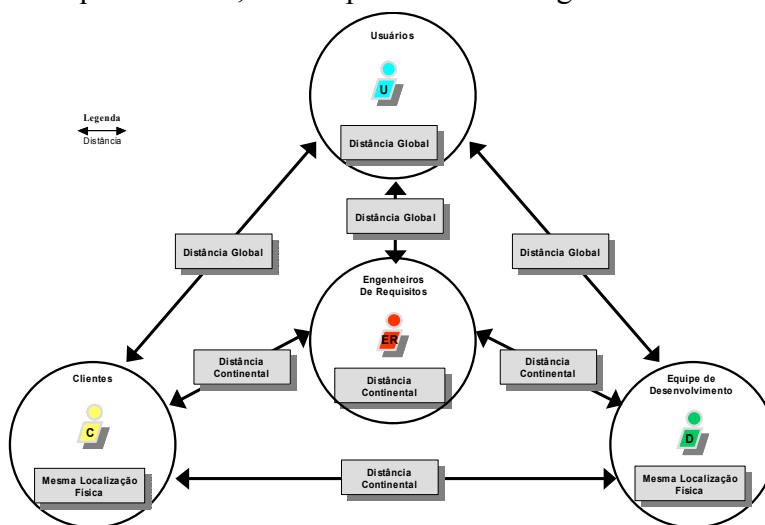 Usuários
U
Distância Global
Legenda
Distância
Distância Global
Distância Global
Distância Global
Engenheiros
De Requisitos
ER
Distância
Continental
Distância
Continental
Distância
Continental
Clientes
C
Mesma Localização
Física
Equipe de
Desenvolvimento
D
Mesma Localização
Física
Distância
Continental